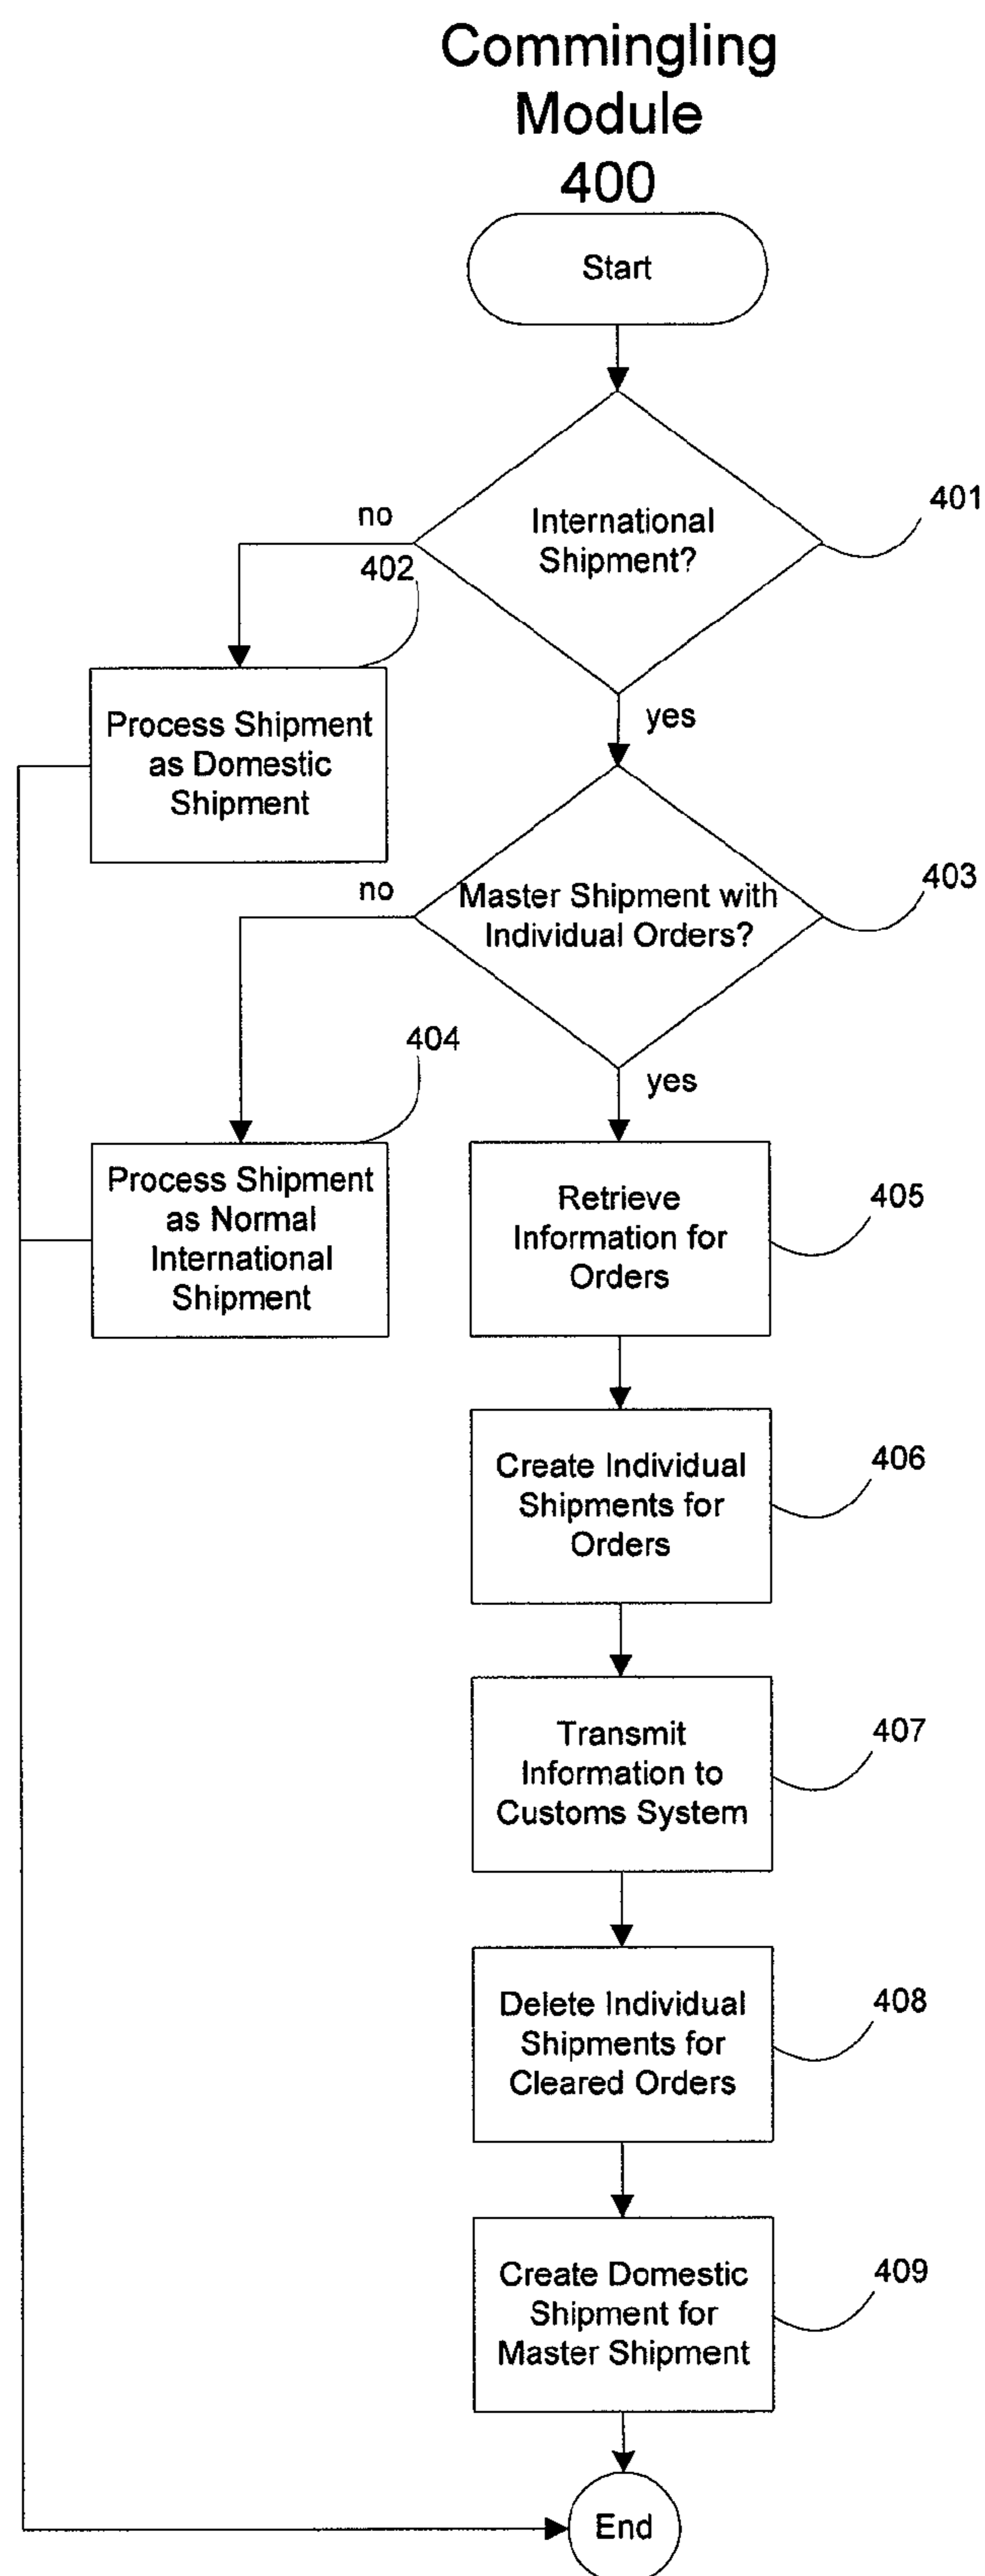 Commingling
Module
400
Start
International
Shipment?
401
no
402
Process Shipment
as Domestic
Shipment
yes
Master Shipment with
Individual Orders?
403
no
404
Process Shipment
as Normal
International
Shipment
yes
Retrieve
Information for
Orders
405
Create Individual
Shipments for
Orders
406
Transmit
Information to
Customs System
407
Delete Individual
Shipments for
Cleared Orders
408
Create Domestic
Shipment for
Master Shipment
409
End